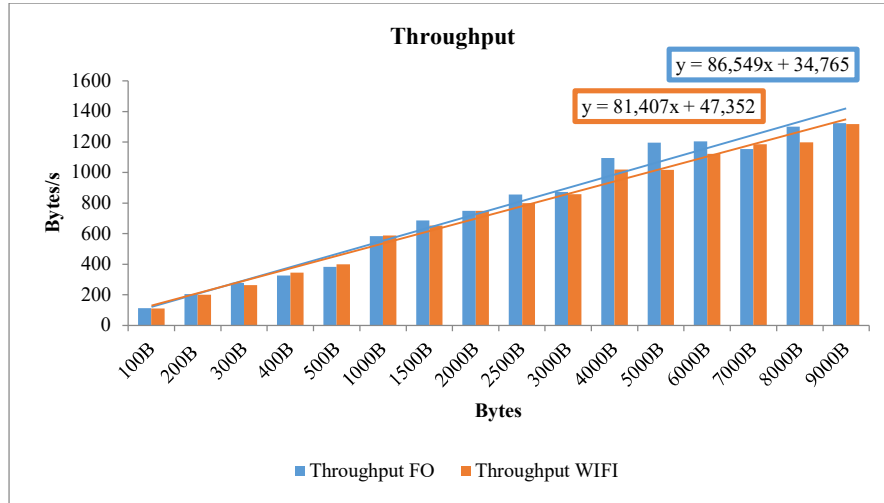 Throughput
y = 86,549x + 34,765
y = 81,407x + 47,352
1600
1400
1200
1000
800
600
400
200
0
Bytes/s
100B 200B 300B 400B 500B 1000B 1500B 2000B 2500B 3000B 4000B 5000B 6000B 7000B 8000B 9000B
Bytes
Throughput FO Throughput WIFI